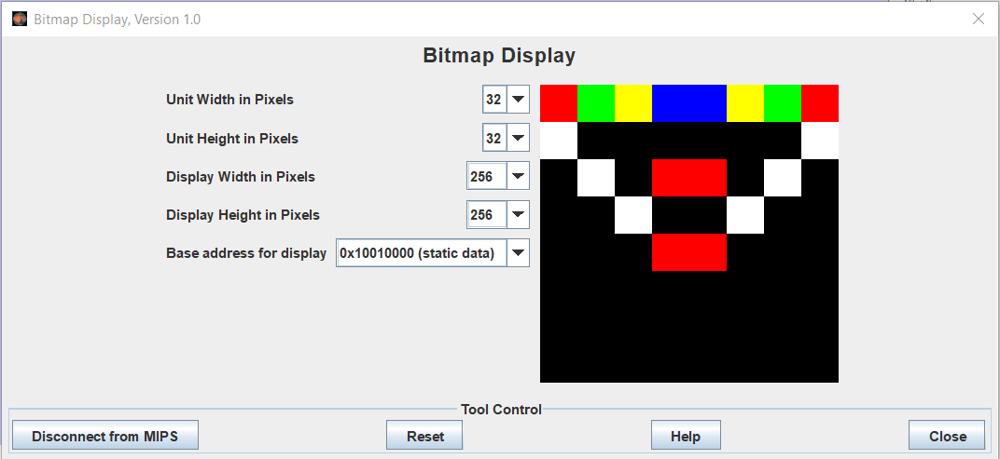 Bitmap Display, Version 1.0
Bitmap Display
Unit Width in Pixels 32
Unit Height in Pixels 32
Display Width in Pixels 256
Display Height in Pixels 256
Base address for display 0x10010000 (static data)
Tool Control
Disconnect from MIPS Reset Help Close